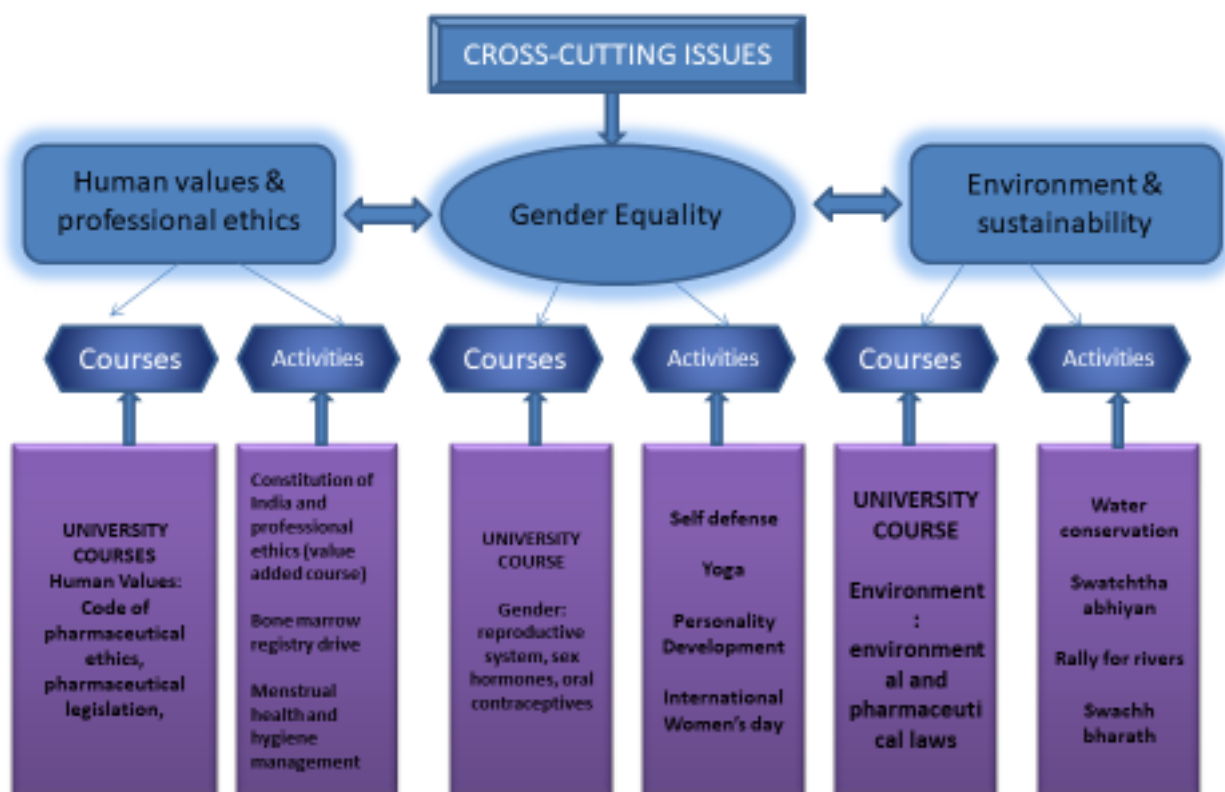 CROSS-CUTTING ISSUES
Human values &
professional ethics
Gender Equality
Environment &
sustainability
Courses
Activities
Courses
Activities
Courses
Activities
UNIVERSITY
COURSES
Human Values:
Code of
pharmaceutical
ethics,
pharmaceutical
legislation,
Constitution of
India and
professional
ethics (value
added course)
Bone marrow
registry drive
Menstrual
health and
hygiene
management
UNIVERSITY
COURSE
Gender:
reproductive
system, sex
hormones, oral
contraceptives
Self defense
Yoga
Personality
Development
International
Women's day
UNIVERSITY
COURSE
Environment
:
environment
al and
pharmaceuti
cal laws
Water
conservation
Swatchtha
abhiyan
Rally for rivers
Swachh
bharath